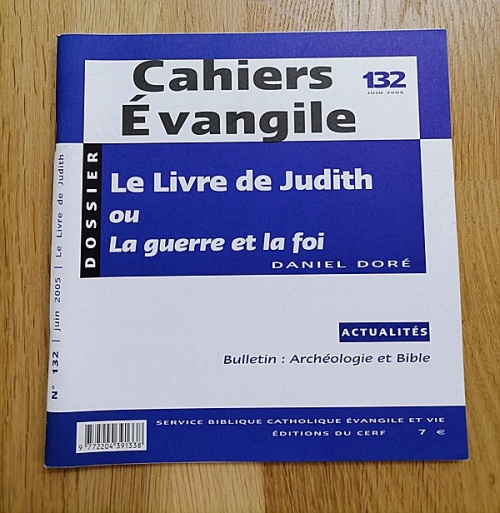 Cahiers
Évangile
132
JUIN 2005
DOSSIER
Le Livre de Judith
ou
La guerre et la foi
DANIEL DORÉ
ACTUALITÉS
Bulletin : Archéologie et Bible
N° 132 | juin 2005 | Le Livre de Judith
SERVICE BIBLIQUE CATHOLIQUE ÉVANGILE ET VIE
ÉDITIONS DU CERF 7 €
9 772204 391338